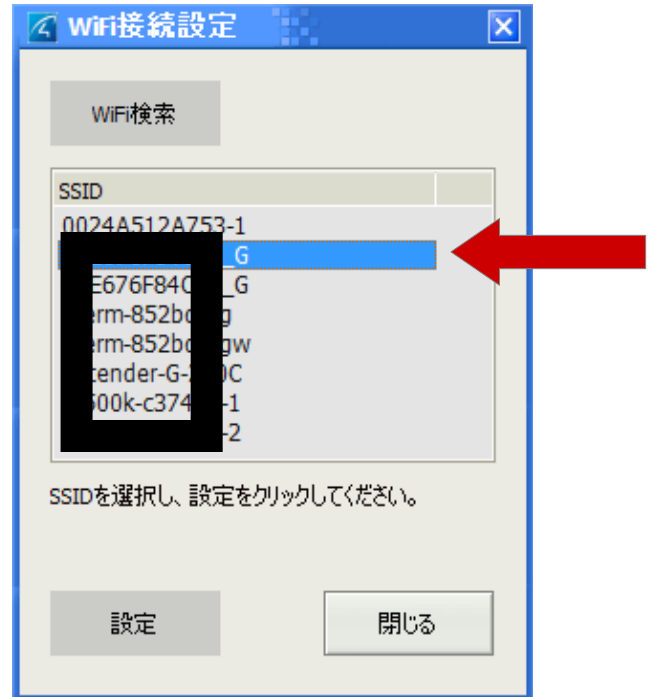 WiFi接続設定
WiFi検索
SSID
0024A512A753-1
_G
E676F84C _G
erm-852bc g
erm-852bc gw
tender-G- 0C
500k-c374 -1
-2
SSIDを選択し、設定をクリックしてください。
設定
閉じる